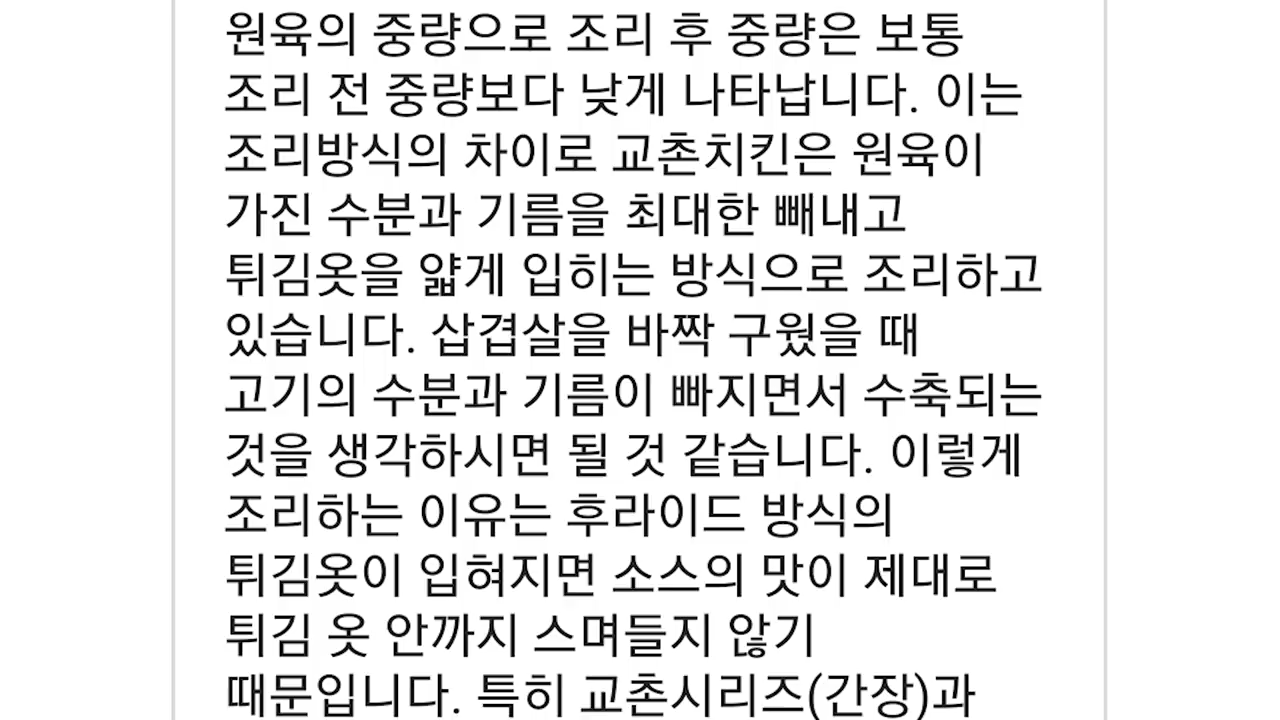 원육의 중량으로 조리 후 중량은 보통
조리 전 중량보다 낮게 나타납니다. 이는
조리방식의 차이로 교촌치킨은 원육이
가진 수분과 기름을 최대한 빼내고
튀김옷을 얇게 입히는 방식으로 조리하고
있습니다. 삽겹살을 바짝 구웠을 때
고기의 수분과 기름이 빠지면서 수축되는
것을 생각하시면 될 것 같습니다. 이렇게
조리하는 이유는 후라이드 방식의
튀김옷이 입혀지면 소스의 맛이 제대로
튀김 옷 안까지 스며들지 않기
때문입니다. 특히 교촌시리즈(간장)과